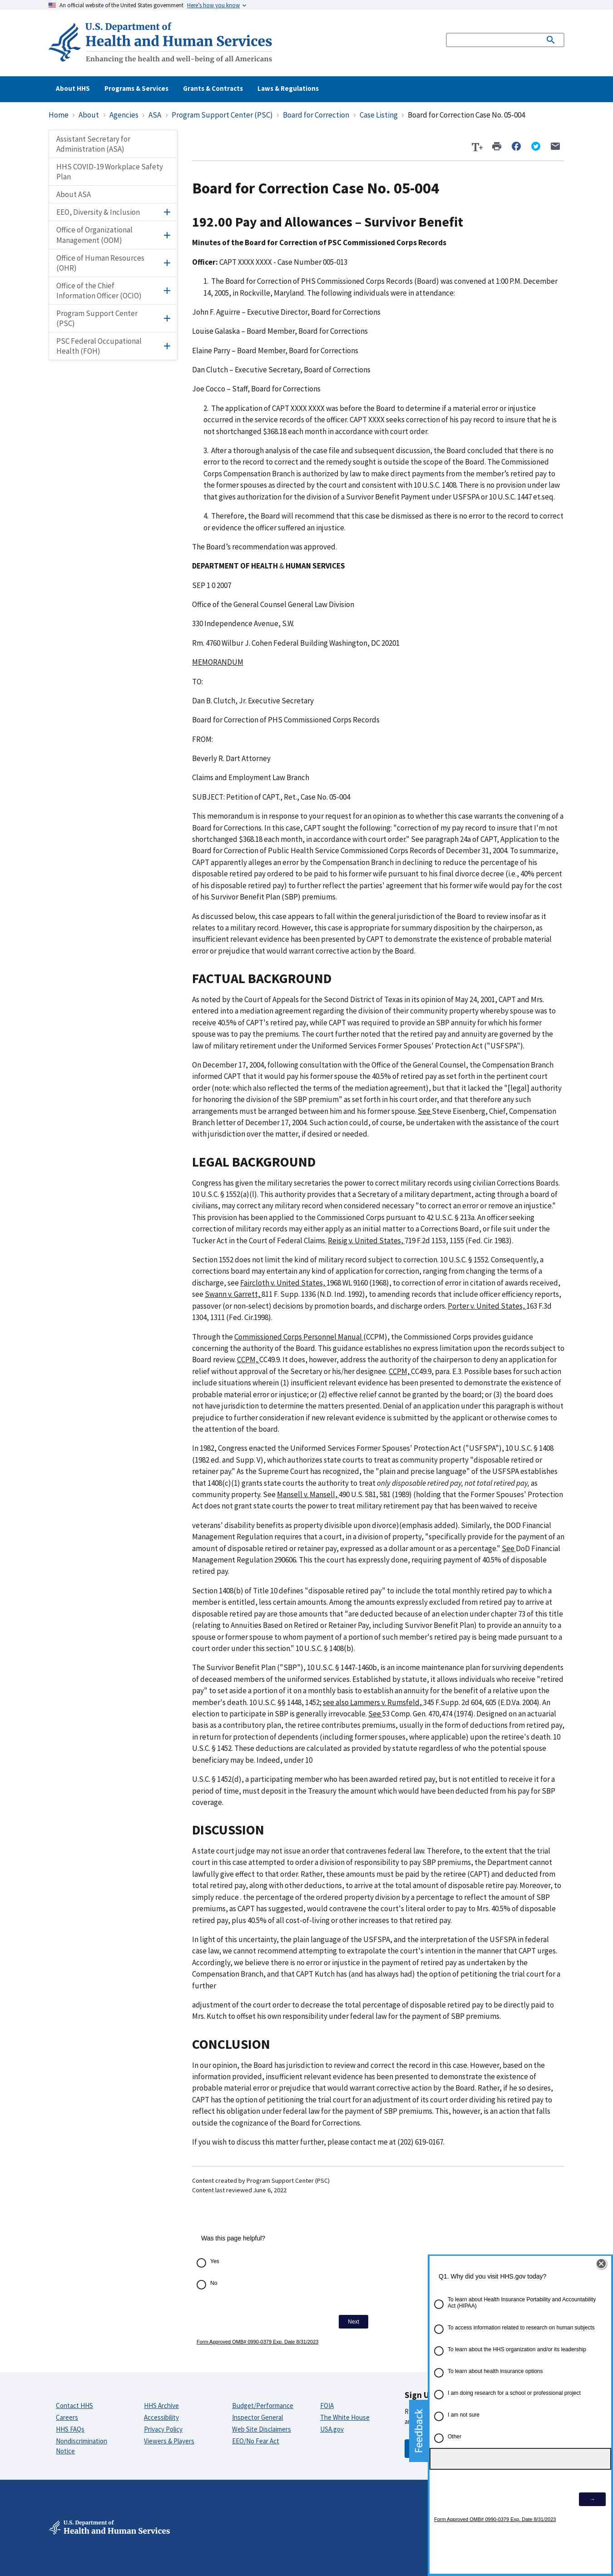 An official website of the United States government Here's how you know
U.S. Department of
Health and Human Services
Enhancing the health and well-being of all Americans
About HHS Programs & Services Grants & Contracts Laws & Regulations
Home › About › Agencies › ASA › Program Support Center (PSC) › Board for Correction › Case Listing › Board for Correction Case No. 05-004
Assistant Secretary for
Administration (ASA)
HHS COVID-19 Workplace Safety
Plan
About ASA
EEO, Diversity & Inclusion
Office of Organizational
Management (OOM)
Office of Human Resources
(OHR)
Office of the Chief
Information Officer (OCIO)
Program Support Center
(PSC)
PSC Federal Occupational
Health (FOH)
Board for Correction Case No. 05-004
192.00 Pay and Allowances – Survivor Benefit
Minutes of the Board for Correction of PSC Commissioned Corps Records
Officer: CAPT XXXX XXXX - Case Number 005-013
1. The Board for Correction of PHS Commissioned Corps Records (Board) was convened at 1:00 P.M. December
14, 2005, in Rockville, Maryland. The following individuals were in attendance:
John F. Aguirre – Executive Director, Board for Corrections
Louise Galaska – Board Member, Board for Corrections
Elaine Parry – Board Member, Board for Corrections
Dan Clutch – Executive Secretary, Board of Corrections
Joe Cocco – Staff, Board for Corrections
2. The application of CAPT XXXX XXXX was before the Board to determine if a material error or injustice
occurred in the service records of the officer. CAPT XXXX seeks correction of his pay record to insure that he is
not shortchanged $368.18 each month in accordance with court order.
3. After a thorough analysis of the case file and subsequent discussion, the Board concluded that there is no
error to the record to correct and the remedy sought is outside the scope of the Board. The Commissioned
Corps Compensation Branch is authorized by law to make direct payments from the member's retired pay to
the former spouses as directed by the court and consistent with 10 U.S.C. 1408. There is no provision under law
that gives authorization for the division of a Survivor Benefit Payment under USFSPA or 10 U.S.C. 1447 et.seq.
4. Therefore, the Board will recommend that this case be dismissed as there is no error to the record to correct
or evidence the officer suffered an injustice.
The Board's recommendation was approved.
DEPARTMENT OF HEALTH & HUMAN SERVICES
SEP 1 0 2007
Office of the General Counsel General Law Division
330 Independence Avenue, S.W.
Rm. 4760 Wilbur J. Cohen Federal Building Washington, DC 20201
MEMORANDUM
TO:
Dan B. Clutch, Jr. Executive Secretary
Board for Correction of PHS Commissioned Corps Records
FROM:
Beverly R. Dart Attorney
Claims and Employment Law Branch
SUBJECT: Petition of CAPT., Ret., Case No. 05-004
This memorandum is in response to your request for an opinion as to whether this case warrants the convening of a
Board for Corrections. In this case, CAPT sought the following: "correction of my pay record to insure that I'm not
shortchanged $368.18 each month, in accordance with court order." See paragraph 24a of CAPT, Application to the
Board for Correction of Public Health Service Commissioned Corps Records of December 31, 2004. To summarize,
CAPT apparently alleges an error by the Compensation Branch in declining to reduce the percentage of his
disposable retired pay ordered to be paid to his former wife pursuant to his final divorce decree (i.e., 40% percent
of his disposable retired pay) to further reflect the parties' agreement that his former wife would pay for the cost
of his Survivor Benefit Plan (SBP) premiums.
As discussed below, this case appears to fall within the general jurisdiction of the Board to review insofar as it
relates to a military record. However, this case is appropriate for summary disposition by the chairperson, as
insufficient relevant evidence has been presented by CAPT to demonstrate the existence of probable material
error or prejudice that would warrant corrective action by the Board.
FACTUAL BACKGROUND
As noted by the Court of Appeals for the Second District of Texas in its opinion of May 24, 2001, CAPT and Mrs.
entered into a mediation agreement regarding the division of their community property whereby spouse was to
receive 40.5% of CAPT's retired pay, while CAPT was required to provide an SBP annuity for which his former
spouse was to pay the premiums. The court further noted that the retired pay and annuity are governed by the
law of military retirement under the Uniformed Services Former Spouses' Protection Act ("USFSPA").
On December 17, 2004, following consultation with the Office of the General Counsel, the Compensation Branch
informed CAPT that it would pay his former spouse the 40.5% of retired pay as set forth in the pertinent court
order (note: which also reflected the terms of the mediation agreement), but that it lacked the "[legal] authority
for honoring the division of the SBP premium" as set forth in his court order, and that therefore any such
arrangements must be arranged between him and his former spouse. See Steve Eisenberg, Chief, Compensation
Branch letter of December 17, 2004. Such action could, of course, be undertaken with the assistance of the court
with jurisdiction over the matter, if desired or needed.
LEGAL BACKGROUND
Congress has given the military secretaries the power to correct military records using civilian Corrections Boards.
10 U.S.C. § 1552(a)(l). This authority provides that a Secretary of a military department, acting through a board of
civilians, may correct any military record when considered necessary "to correct an error or remove an injustice."
This provision has been applied to the Commissioned Corps pursuant to 42 U.S.C. § 213a. An officer seeking
correction of military records may either apply as an initial matter to a Corrections Board, or file suit under the
Tucker Act in the Court of Federal Claims. Reisig v. United States, 719 F.2d 1153, 1155 (Fed. Cir. 1983).
Section 1552 does not limit the kind of military record subject to correction. 10 U.S.C. § 1552. Consequently, a
corrections board may entertain any kind of application for correction, ranging from changing the terms of a
discharge, see Faircloth v. United States, 1968 WL 9160 (1968), to correction of error in citation of awards received,
see Swann v. Garrett, 811 F. Supp. 1336 (N.D. Ind. 1992), to amending contents of records include officer efficiency reports,
passover (or non-select) decisions by promotion boards, and discharge orders. Porter v. United States, 163 F.3d
1304, 1311 (Fed. Cir.1998).
Through the Commissioned Corps Personnel Manual (CCPM), the Commissioned Corps provides guidance
concerning the authority of the Board. This guidance establishes no express limitation upon the records subject to
Board review. CCPM, CC49.9. It does, however, address the authority of the chairperson to deny an application for
relief without approval of the Secretary or his/her designee. CCPM, CC49.9, para. E.3. Possible bases for such action
include situations wherein (1) insufficient relevant evidence has been presented to demonstrate the existence of
probable material error or injustice; or (2) effective relief cannot be granted by the board; or (3) the board does
not have jurisdiction to determine the matters presented. Denial of an application under this paragraph is without
prejudice to further consideration if new relevant evidence is submitted by the applicant or otherwise comes to
the attention of the board.
In 1982, Congress enacted the Uniformed Services Former Spouses' Protection Act ("USFSPA"), 10 U.S.C. § 1408
(1982 ed. and Supp. V), which authorizes state courts to treat as community property "disposable retired or
retainer pay." As the Supreme Court has recognized, the "plain and precise language" of the USFSPA establishes
that 1408(c)(1) grants state courts the authority to treat only disposable retired pay, not total retired pay, as
community property. See Mansell v. Mansell, 490 U.S. 581, 581 (1989) (holding that the Former Spouses' Protection
Act does not grant state courts the power to treat military retirement pay that has been waived to receive
veterans' disability benefits as property divisible upon divorce)(emphasis added). Similarly, the DOD Financial
Management Regulation requires that a court, in a division of property, "specifically provide for the payment of an
amount of disposable retired or retainer pay, expressed as a dollar amount or as a percentage." See DoD Financial
Management Regulation 290606. This the court has expressly done, requiring payment of 40.5% of disposable
retired pay.
Section 1408(b) of Title 10 defines "disposable retired pay" to include the total monthly retired pay to which a
member is entitled, less certain amounts. Among the amounts excluded from retired pay to arrive at
disposable retired pay are those amounts that "are deducted because of an election under chapter 73 of this title
(relating to Annuities Based on Retired or Retainer Pay, including Survivor Benefit Plan) to provide an annuity to a
spouse or former spouse to whom payment of a portion of such member's retired pay is being made pursuant to a
court order under this section." 10 U.S.C. § 1408(b).
The Survivor Benefit Plan ("SBP"), 10 U.S.C. § 1447-1460b, is an income maintenance plan for surviving dependents
of deceased members of the uniformed services. Established by statute, it allows individuals who receive "retired
pay" to set aside a portion of it on a monthly basis to establish an annuity for the benefit of a relative upon the
member's death. 10 U.S.C. §§ 1448, 1452; see also Lammers v. Rumsfeld, 345 F.Supp. 2d 604, 605 (E.D.Va. 2004). An
election to participate in SBP is generally irrevocable. See 53 Comp. Gen. 470,474 (1974). Designed on an actuarial
basis as a contributory plan, the retiree contributes premiums, usually in the form of deductions from retired pay,
in return for protection of dependents (including former spouses, where applicable) upon the retiree's death. 10
U.S.C. § 1452. These deductions are calculated as provided by statute regardless of who the potential spouse
beneficiary may be. Indeed, under 10
U.S.C. § 1452(d), a participating member who has been awarded retired pay, but is not entitled to receive it for a
period of time, must deposit in the Treasury the amount which would have been deducted from his pay for SBP
coverage.
DISCUSSION
A state court judge may not issue an order that contravenes federal law. Therefore, to the extent that the trial
court in this case attempted to order a division of responsibility to pay SBP premiums, the Department cannot
lawfully give effect to that order. Rather, these amounts must be paid by the retiree (CAPT) and deducted from
total retired pay, along with other deductions, to arrive at the total amount of disposable retire pay. Moreover, to
simply reduce . the percentage of the ordered property division by a percentage to reflect the amount of SBP
premiums, as CAPT has suggested, would contravene the court's literal order to pay to Mrs. 40.5% of disposable
retired pay, plus 40.5% of all cost-of-living or other increases to that retired pay.
In light of this uncertainty, the plain language of the USFSPA, and the interpretation of the USFSPA in federal
case law, we cannot recommend attempting to extrapolate the court's intention in the manner that CAPT urges.
Accordingly, we believe there is no error or injustice in the payment of retired pay as undertaken by the
Compensation Branch, and that CAPT Kutch has (and has always had) the option of petitioning the trial court for a
further
adjustment of the court order to decrease the total percentage of disposable retired pay to be directly paid to
Mrs. Kutch to offset his own responsibility under federal law for the payment of SBP premiums.
CONCLUSION
In our opinion, the Board has jurisdiction to review and correct the record in this case. However, based on the
information provided, insufficient relevant evidence has been presented to demonstrate the existence of
probable material error or prejudice that would warrant corrective action by the Board. Rather, if he so desires,
CAPT has the option of petitioning the trial court for an adjustment of its court order dividing his retired pay to
reflect his obligation under federal law for the payment of SBP premiums. This, however, is an action that falls
outside the cognizance of the Board for Corrections.
If you wish to discuss this matter further, please contact me at (202) 619-0167.
Content created by Program Support Center (PSC)
Content last reviewed June 6, 2022
Was this page helpful?
Yes
No
Next
Form Approved OMB# 0990-0379 Exp. Date 8/31/2023
Q1. Why did you visit HHS.gov today?
To learn about Health Insurance Portability and Accountability
Act (HIPAA)
To access information related to research on human subjects
To learn about the HHS organization and/or its leadership
To learn about health insurance options
I am doing research for a school or professional project
I am not sure
Other
→
Form Approved OMB# 0990-0379 Exp. Date 8/31/2023
Feedback
Contact HHS
Careers
HHS FAQs
Nondiscrimination
Notice
HHS Archive
Accessibility
Privacy Policy
Viewers & Players
Budget/Performance
Inspector General
Web Site Disclaimers
EEO/No Fear Act
FOIA
The White House
USA.gov
Sign U
U.S. Department of
Health and Human Services